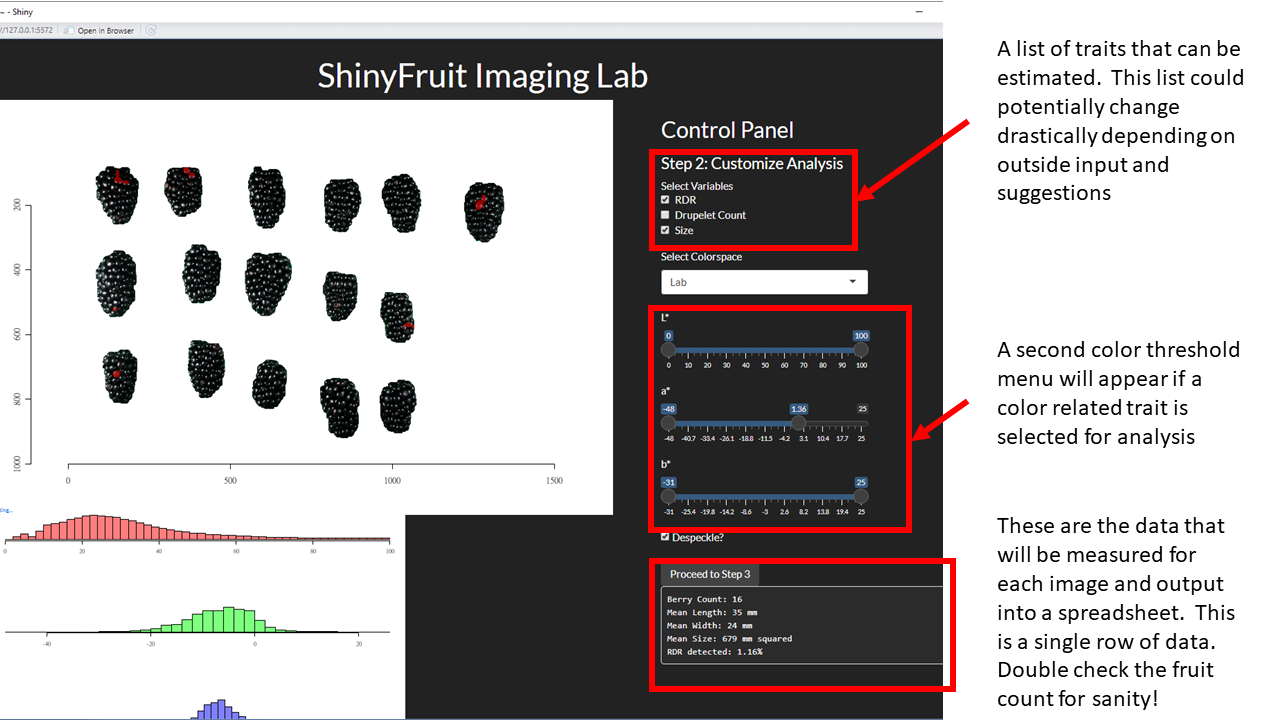 ~ - Shiny
//127.0.0.1:5572
Open in Browser
ShinyFruit Imaging Lab
200
400
600
800
1000
0
500
1000
1500
0
20
40
60
80
100
-40
-20
0
20
Control Panel
Step 2: Customize Analysis
Select Variables
RDR
Drupelet Count
Size
Select Colorspace
Lab
L*
0
100
0 10 20 30 40 50 60 70 80 90 100
a*
-48
1.36
25
-48 -40.7 -33.4 -26.1 -18.8 -11.5 -4.2 3.1 10.4 17.7 25
b*
-31
25
-31 -25.4 -19.8 -14.2 -8.6 -3 2.6 8.2 13.8 19.4 25
Despeckle?
Proceed to Step 3
Berry Count: 16
Mean Length: 35 mm
Mean Width: 24 mm
Mean Size: 679 mm squared
RDR detected: 1.16%
A list of traits that can be
estimated. This list could
potentially change
drastically depending on
outside input and
suggestions
A second color threshold
menu will appear if a
color related trait is
selected for analysis
These are the data that
will be measured for
each image and output
into a spreadsheet. This
is a single row of data.
Double check the fruit
count for sanity!